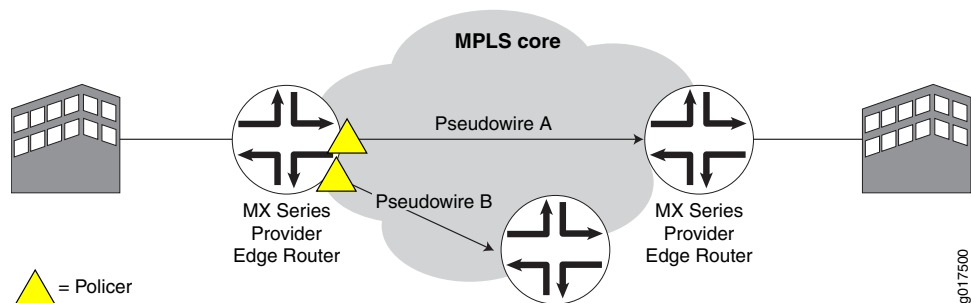 MPLS core
Pseudowire A
Pseudowire B
MX Series
Provider
Edge Router
MX Series
Provider
Edge Router
= Policer
g017500